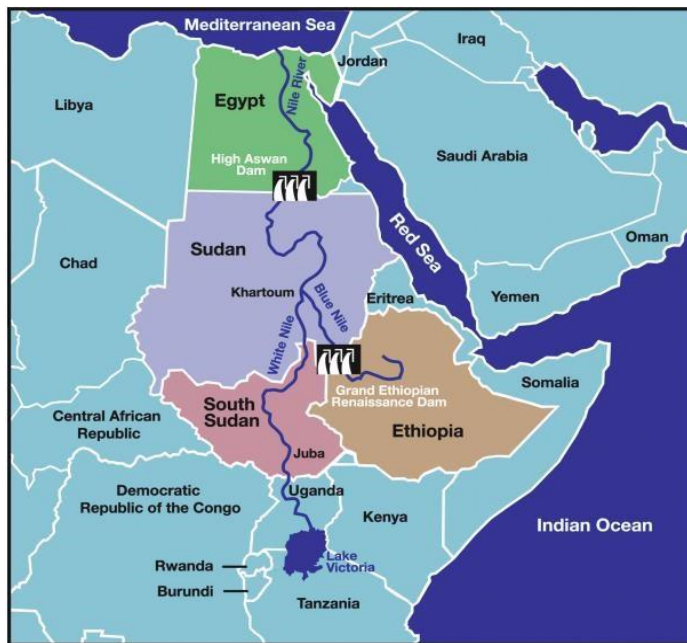 Mediterranean Sea
Iraq
Jordan
Nile River
Egypt
Libya
High Aswan
Dam
Saudi Arabia
Red Sea
Oman
Sudan
Chad
Khartoum
Blue Nile
Eritrea
Yemen
White Nile
Grand Ethiopian
Renaissance Dam
Somalia
South
Sudan
Central African
Republic
Ethiopia
Juba
Democratic
Republic of the Congo
Uganda
Kenya
Indian Ocean
Lake
Victoria
Rwanda
Burundi
Tanzania